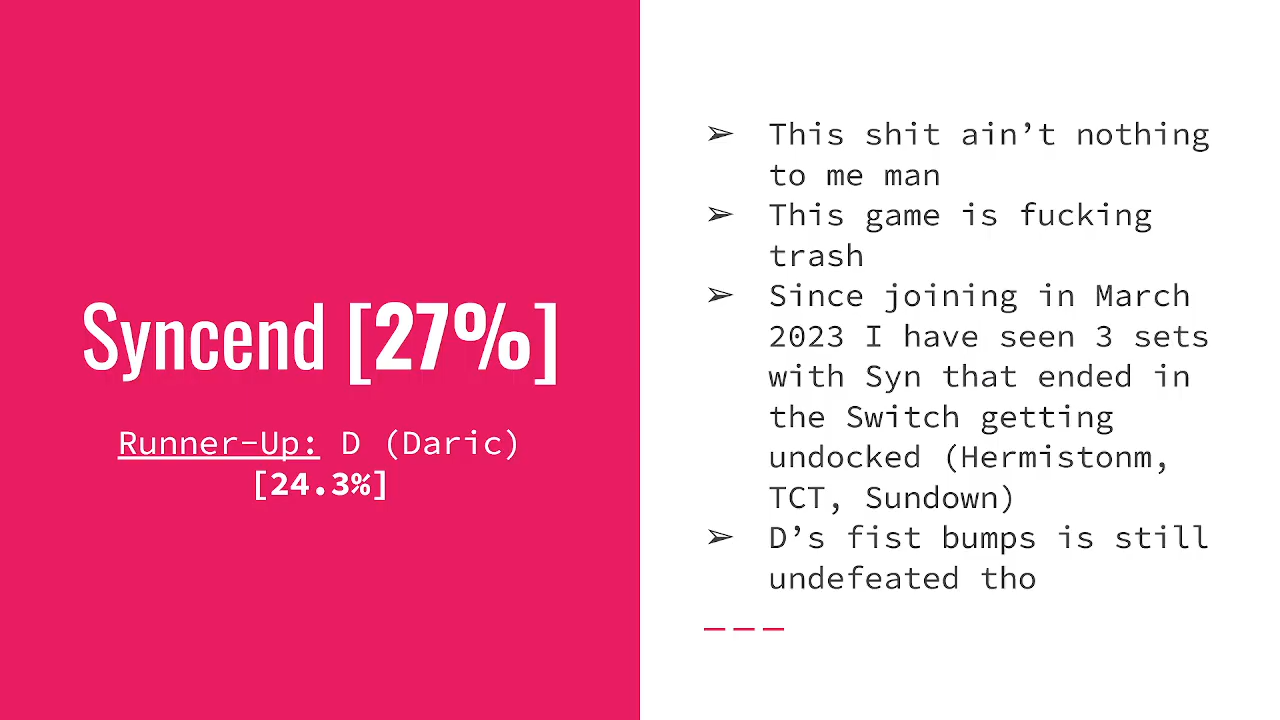 Syncend [27%]
Runner-Up: D (Daric)
[24.3%]
➢ This shit ain’t nothing
to me man
➢ This game is fucking
trash
➢ Since joining in March
2023 I have seen 3 sets
with Syn that ended in
the Switch getting
undocked (Hermistonm,
TCT, Sundown)
➢ D’s fist bumps is still
undefeated tho